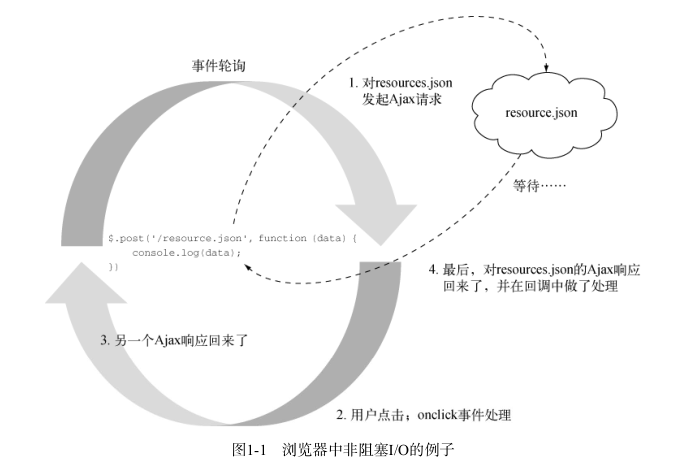 事件轮询
1. 对resources.json
发起Ajax请求
resource.json
等待……
$.post('/resource.json', function (data) {
console.log(data);
})
4. 最后，对resources.json的Ajax响应
回来了，并在回调中做了处理
3. 另一个Ajax响应回来了
2. 用户点击；onclick事件处理
图1-1 浏览器中非阻塞I/O的例子